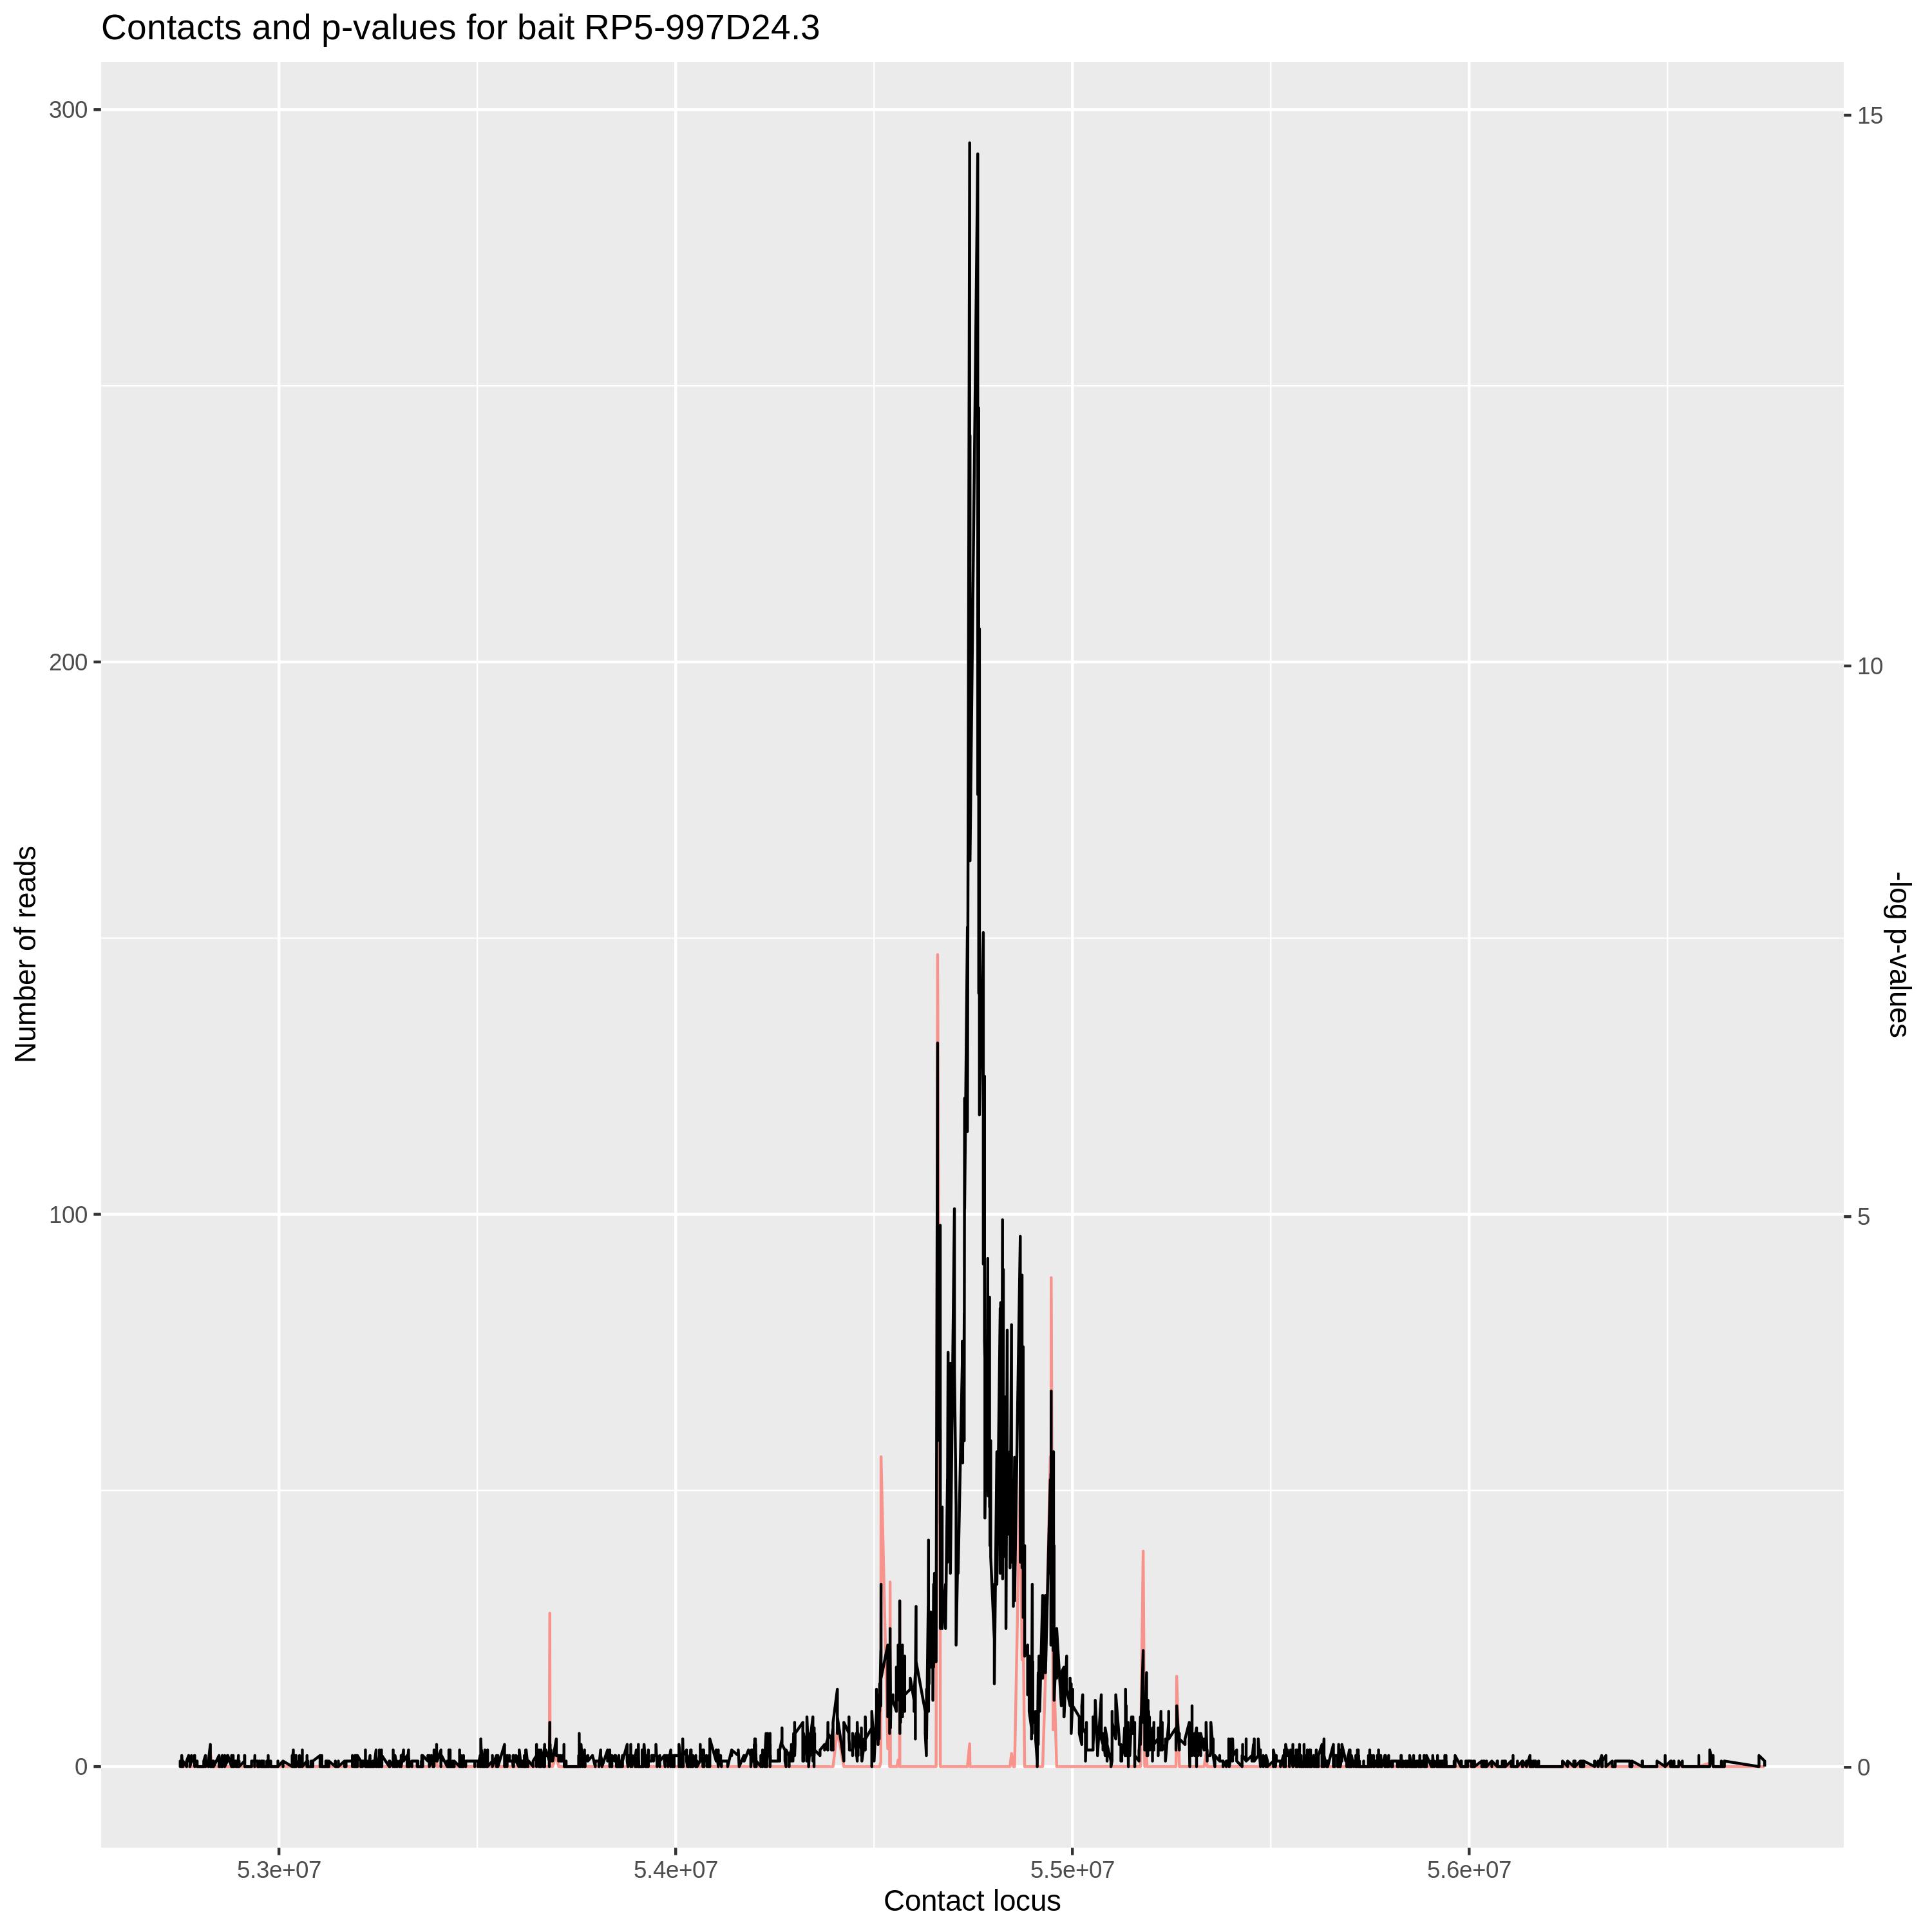 Contacts and p-values for bait RP5-997D24.3
300
200
100
0
Number of reads
15
10
5
0
-log p-values
5.3e+07
5.4e+07
5.5e+07
5.6e+07
Contact locus